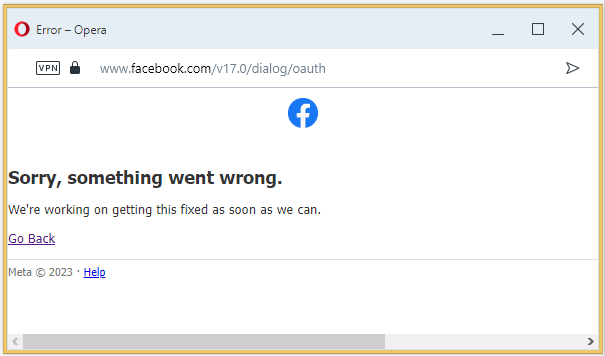 Error – Opera
VPN www.facebook.com/v17.0/dialog/oauth
Sorry, something went wrong.
We're working on getting this fixed as soon as we can.
Go Back
Meta © 2023 · Help